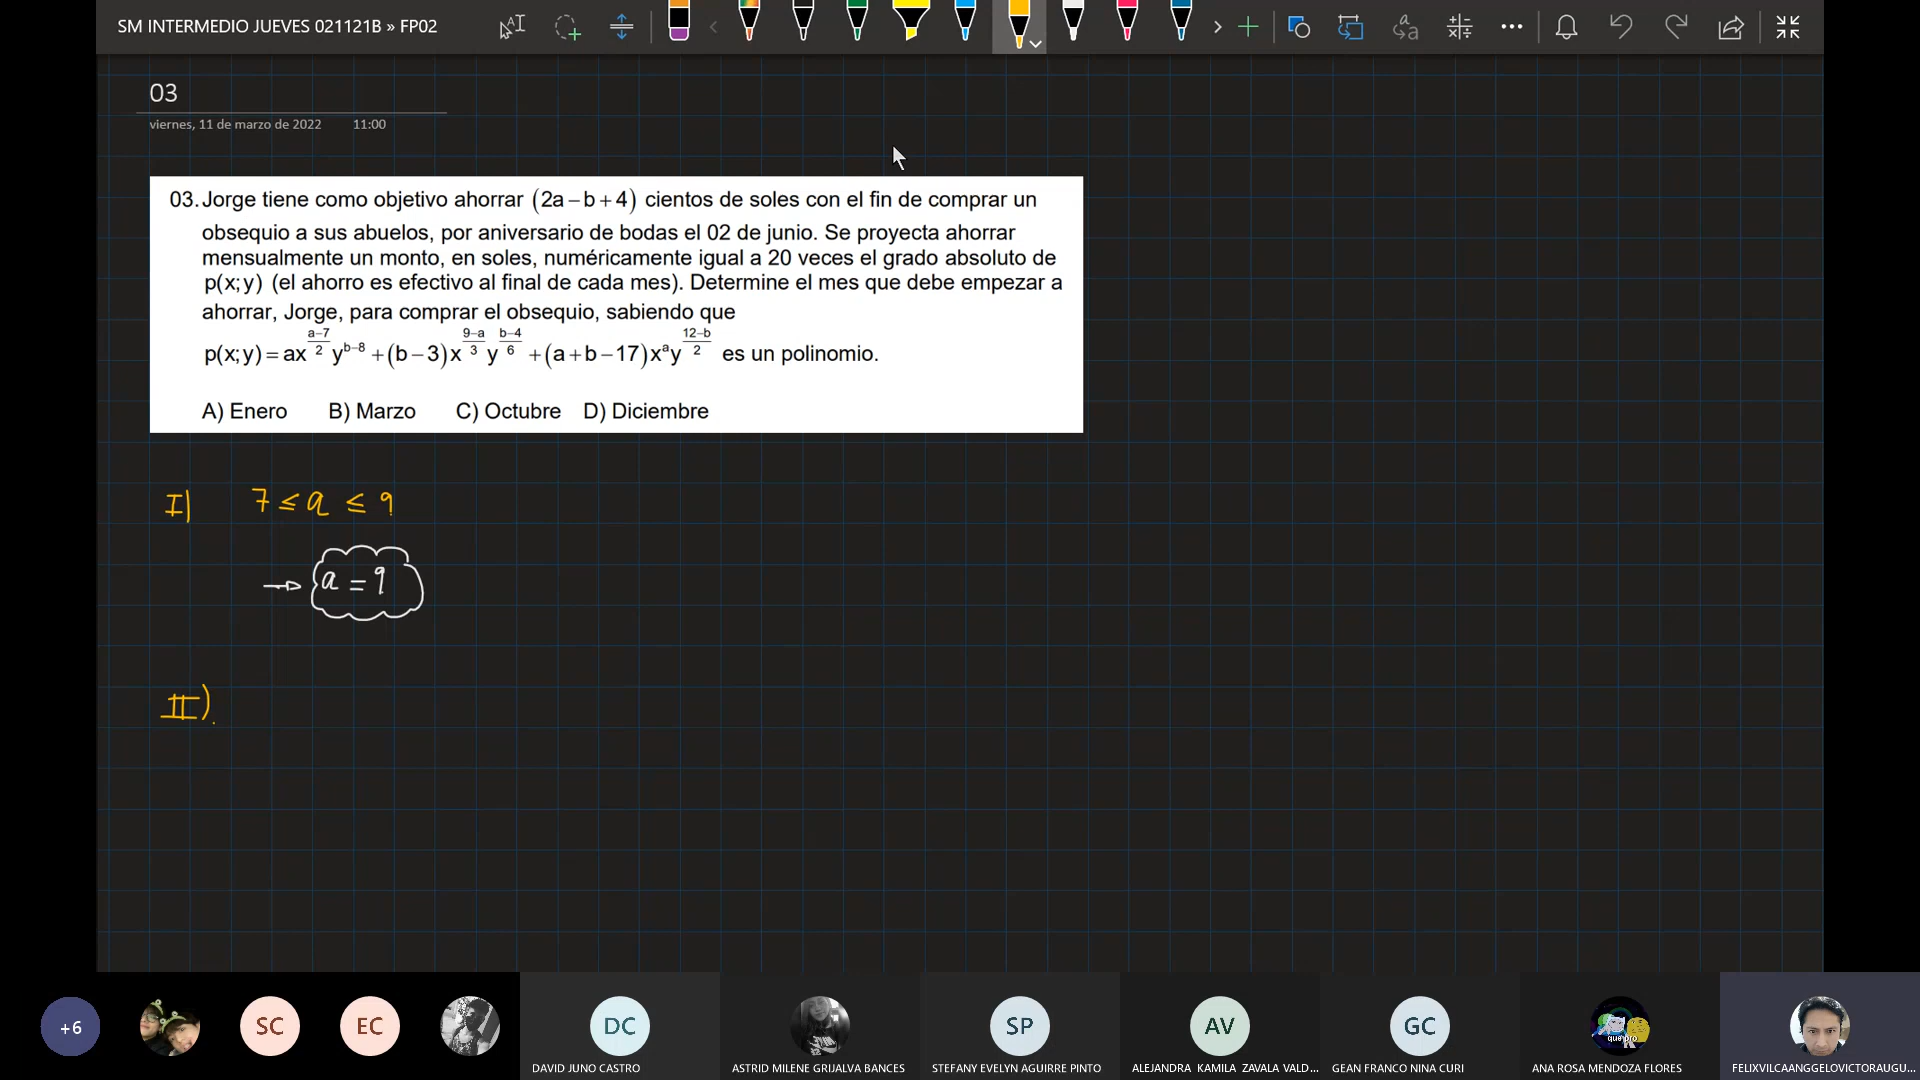 SM INTERMEDIO JUEVES 021121B » FP02
03
viernes, 11 de marzo de 2022 11:00
03. Jorge tiene como objetivo ahorrar (2a – b + 4) cientos de soles con el fin de comprar un
obsequio a sus abuelos, por aniversario de bodas el 02 de junio. Se proyecta ahorrar
mensualmente un monto, en soles, numéricamente igual a 20 veces el grado absoluto de
p(x; y) (el ahorro es efectivo al final de cada mes). Determine el mes que debe empezar a
ahorrar, Jorge, para comprar el obsequio, sabiendo que
p(x; y) = ax^((a–7)/2) y^(b–8) + (b – 3)x^((9–a)/3) y^((b–4)/6) + (a + b – 17)x^a y^((12–b)/2) es un polinomio.
A) Enero B) Marzo C) Octubre D) Diciembre
I) 7 ≤ a ≤ 9
→ a = 9
II)
+6
SC
EC
DC
SP
AV
GC
que pro
DAVID JUNO CASTRO
ASTRID MILENE GRIJALVA BANCES
STEFANY EVELYN AGUIRRE PINTO
ALEJANDRA KAMILA ZAVALA VALD...
GEAN FRANCO NINA CURI
ANA ROSA MENDOZA FLORES
FELIXVILCAANGGELOVICTORAUGU...